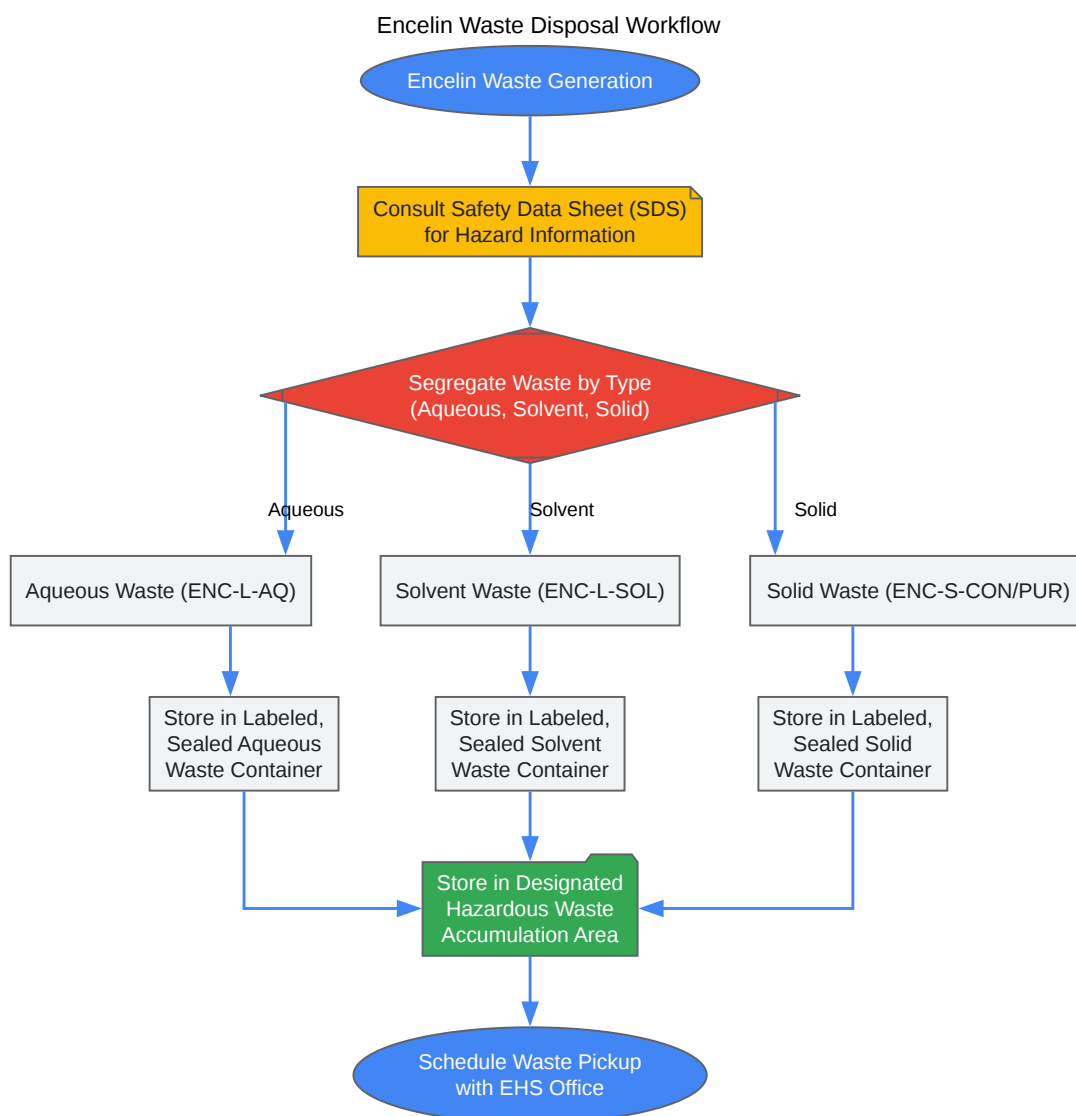 Encelin Waste Disposal Workflow
Encelin Waste Generation
Consult Safety Data Sheet (SDS)
for Hazard Information
Segregate Waste by Type
(Aqueous, Solvent, Solid)
Aqueous
Solvent
Solid
Aqueous Waste (ENC-L-AQ)
Solvent Waste (ENC-L-SOL)
Solid Waste (ENC-S-CON/PUR)
Store in Labeled,
Sealed Aqueous
Waste Container
Store in Labeled,
Sealed Solvent
Waste Container
Store in Labeled,
Sealed Solid
Waste Container
Store in Designated
Hazardous Waste
Accumulation Area
Schedule Waste Pickup
with EHS Office